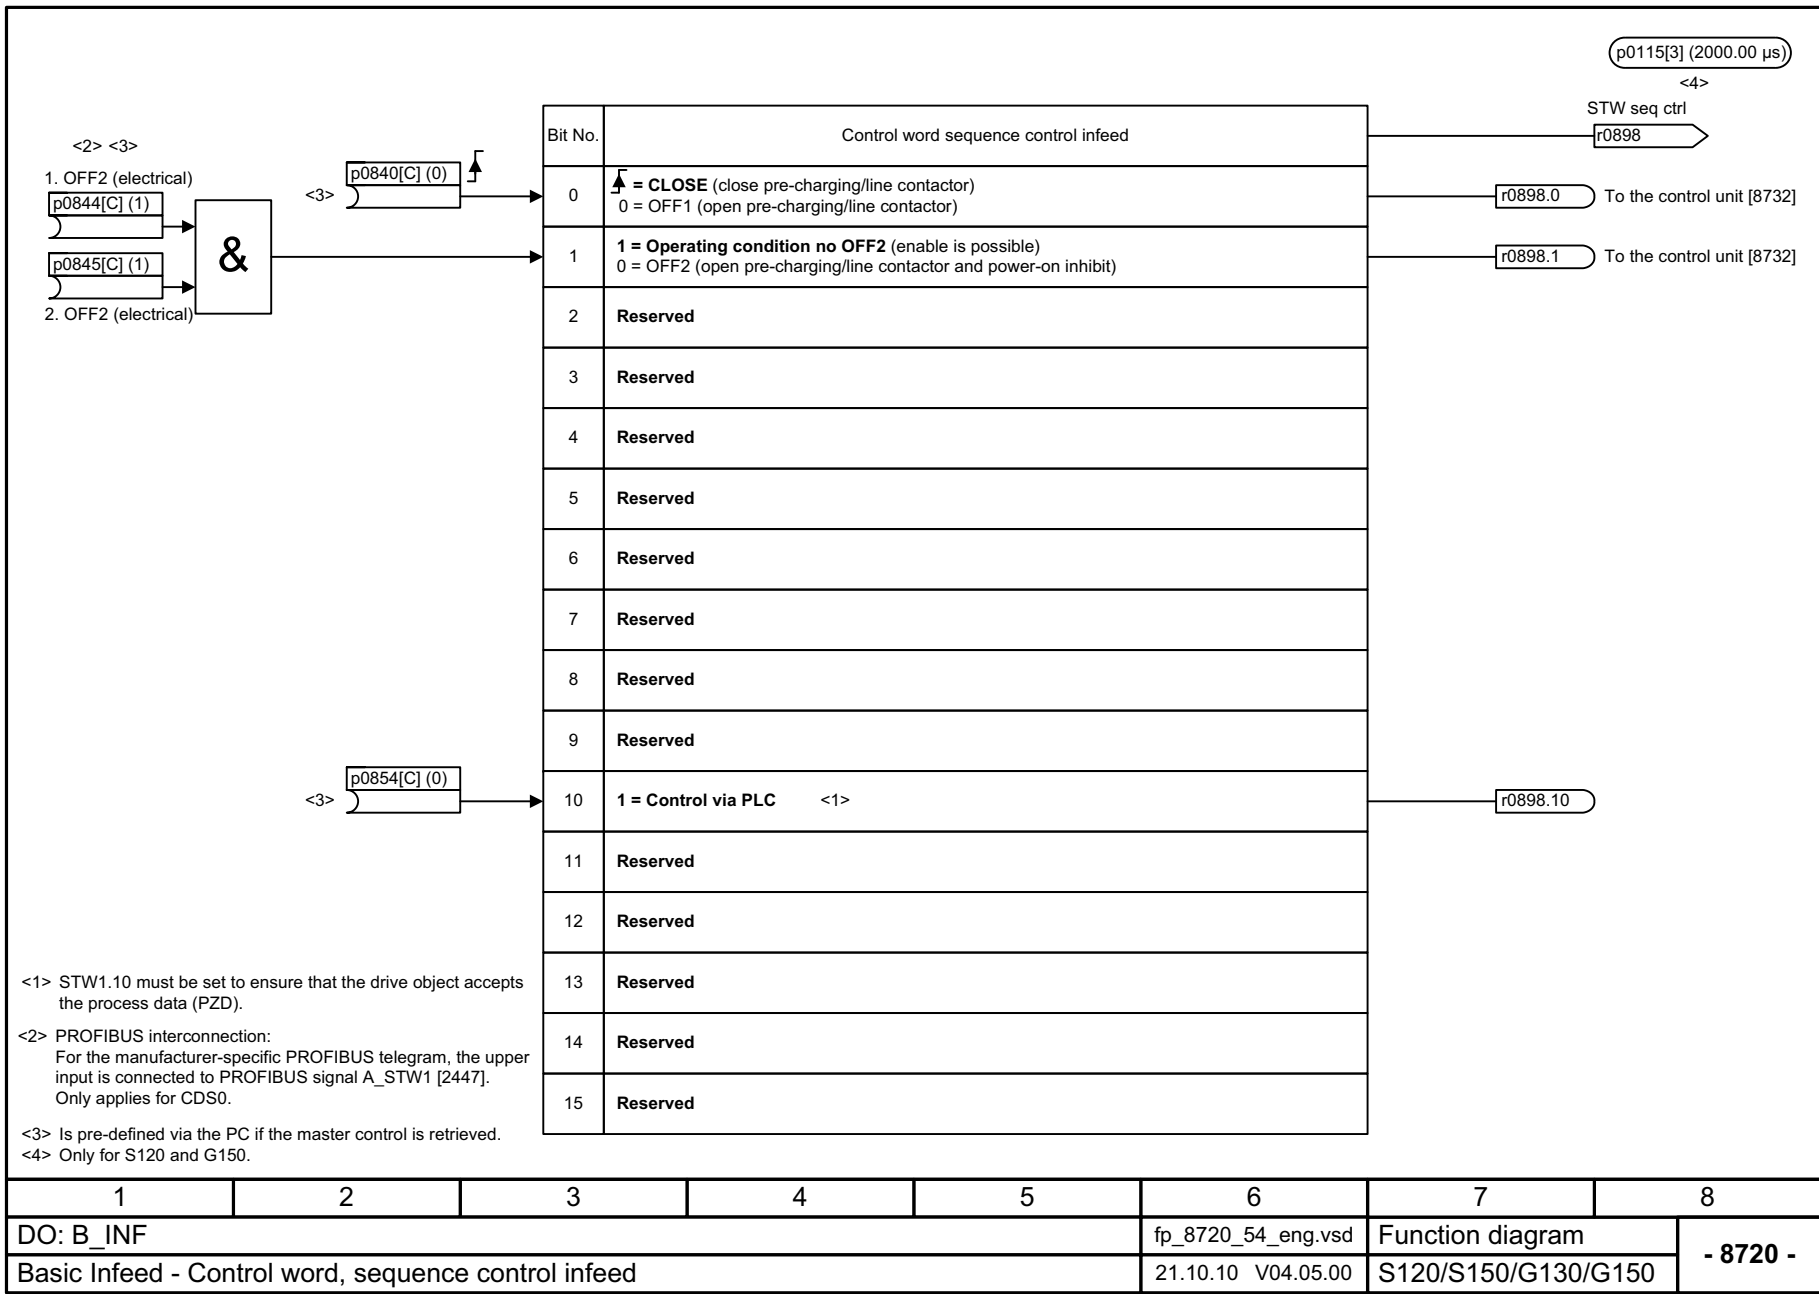 p0115[3] (2000.00 µs)
<4>
STW seq ctrl
r0898
Bit No.
Control word sequence control infeed
<2> <3>
1. OFF2 (electrical)
p0844[C] (1)
&
p0845[C] (1)
2. OFF2 (electrical)
<3>
p0840[C] (0)
0
= CLOSE (close pre-charging/line contactor)
0 = OFF1 (open pre-charging/line contactor)
r0898.0
To the control unit [8732]
1
1 = Operating condition no OFF2 (enable is possible)
0 = OFF2 (open pre-charging/line contactor and power-on inhibit)
r0898.1
To the control unit [8732]
2
Reserved
3
Reserved
4
Reserved
5
Reserved
6
Reserved
7
Reserved
8
Reserved
9
Reserved
<3>
p0854[C] (0)
10
1 = Control via PLC <1>
r0898.10
11
Reserved
12
Reserved
13
Reserved
14
Reserved
15
Reserved
<1> STW1.10 must be set to ensure that the drive object accepts
the process data (PZD).
<2> PROFIBUS interconnection:
For the manufacturer-specific PROFIBUS telegram, the upper
input is connected to PROFIBUS signal A_STW1 [2447].
Only applies for CDS0.
<3> Is pre-defined via the PC if the master control is retrieved.
<4> Only for S120 and G150.
1 2 3 4 5 6 7 8
DO: B_INF
fp_8720_54_eng.vsd
Function diagram
- 8720 -
Basic Infeed - Control word, sequence control infeed
21.10.10 V04.05.00
S120/S150/G130/G150